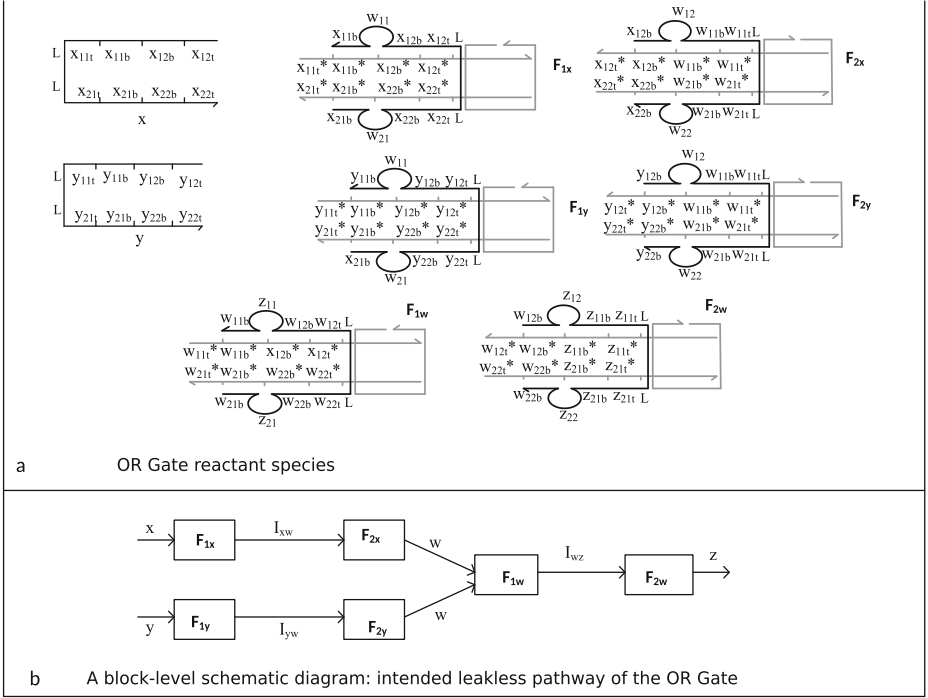 w11 w12
x11b x12b x12t L x12b w11bw11tL
L x11t x11b x12b x12t
x11t* x11b* x12b* x12t* F1x x12t* x12b* w11b* w11t* F2x
L x21t x21b x22b x22t
x21t* x21b* x22b* x22t* x22t* x22b* w21b* w21t*
x
x21b x22b x22t L x22b w21bw21tL
w21 w22
w11 w12
L y11t y11b y12b y12t
y11b y12b y12t L y12b w11bw11tL
y11t* y11b* y12b* y12t* F1y y12t* y12b* w11b* w11t* F2y
L y21t y21b y22b y22t
y21t* y21b* y22b* y22t* y22t* y22b* w21b* w21t*
y
x21b y22b y22t L y22b w21b w21t L
w21 w22
z11 F1w z12 F2w
w11b w12b w12t L w12b z11b z11t L
w11t* w11b* x12b* x12t* w12t* w12b* z11b* z11t*
w21t* w21b* w22b* w22t* w22t* w22b* z21b* z21t*
w21b w22b w22t L w22b z21b z21t L
z21 z22
a OR Gate reactant species
x F1x Ixw F2x w
F1w Iwz F2w z
y F1y Iyw F2y w
b A block-level schematic diagram: intended leakless pathway of the OR Gate